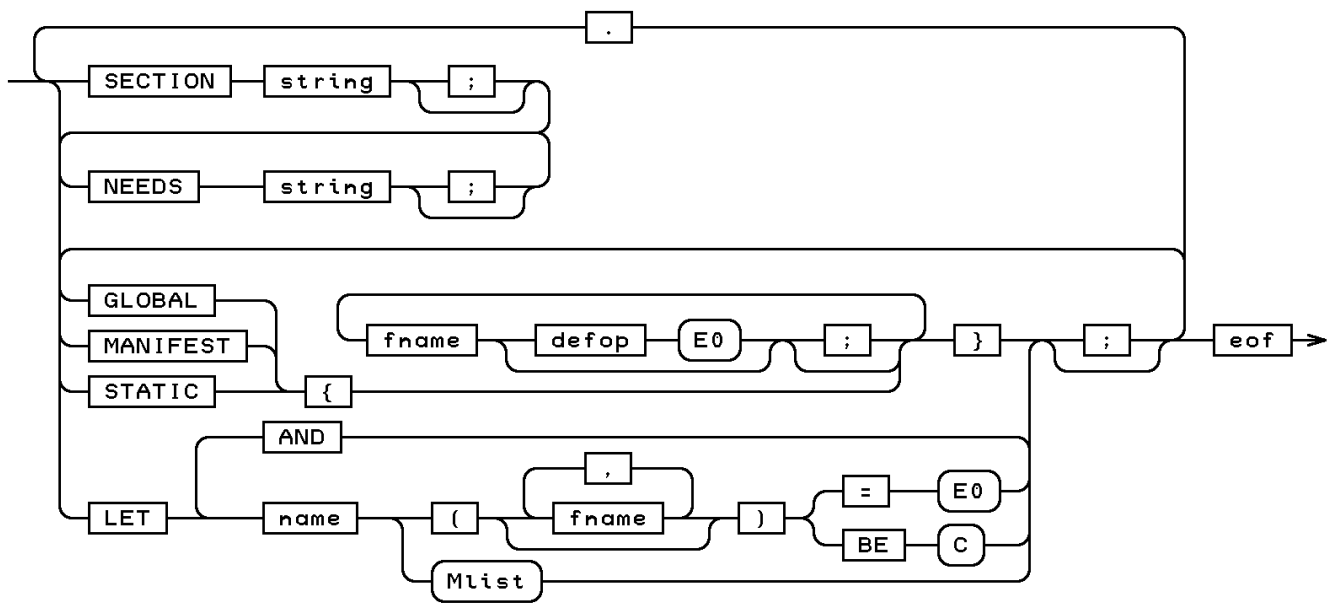 .
SECTION string ;
NEEDS string ;
GLOBAL
MANIFEST fname defop E0 ; } ; eof
STATIC {
AND
,
= E0
LET name ( fname )
BE C
Mlist